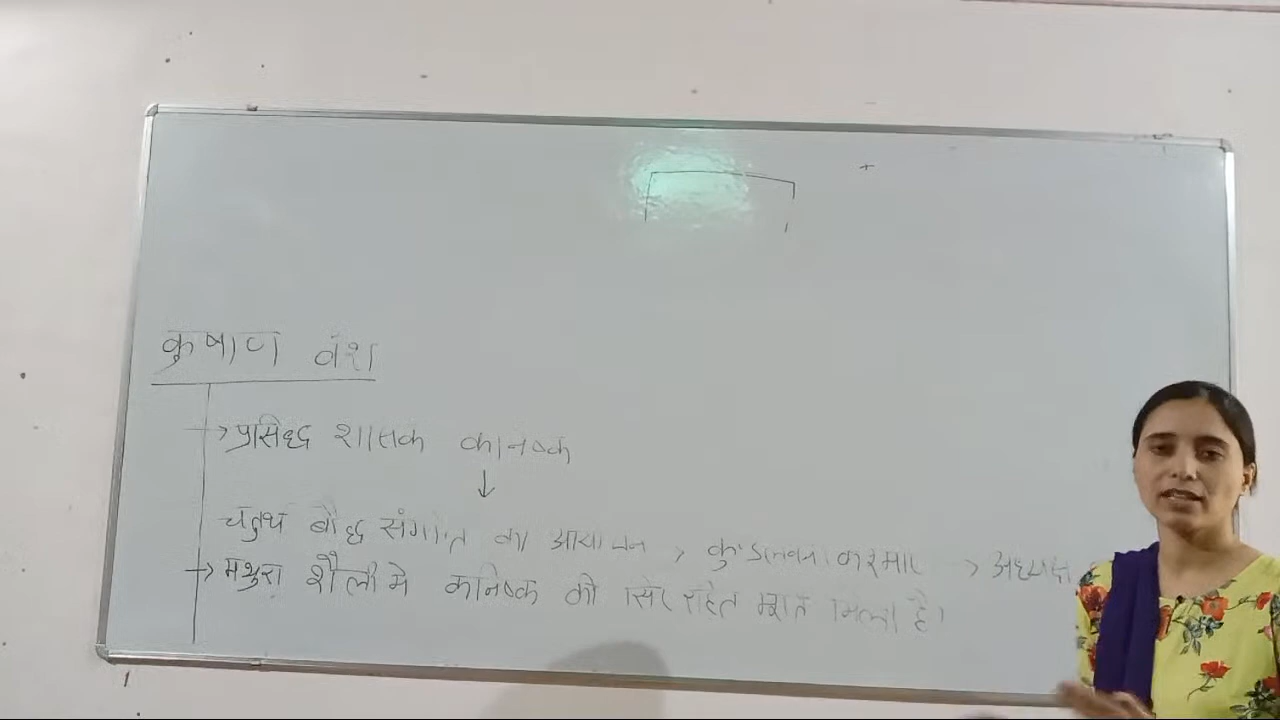 कुषाण वंश
→ प्रसिध्द शासक कनिष्क
↓
चतुर्थ बौध्द संगीति का आयोजन , कुण्डलवन कश्मीर , अध्यक्ष
→ मथुरा शैली मे कनिष्क की सिर रहित मूर्ति मिली है।